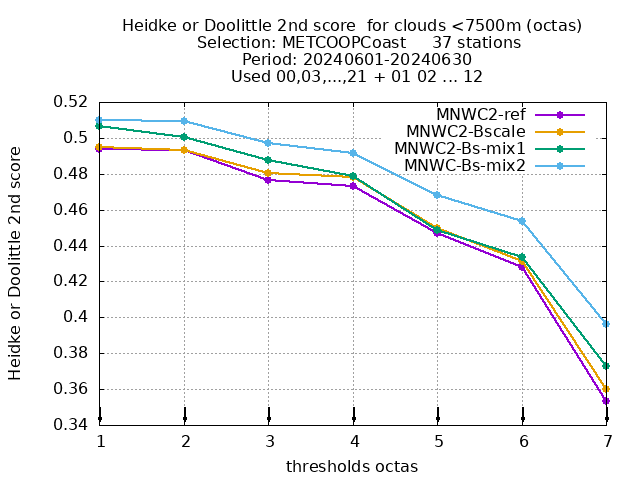 Heidke or Doolittle 2nd score  for clouds <7500m (octas)
Selection: METCOOPCoast     37 stations
Period: 20240601-20240630
Used 00,03,...,21 + 01 02 ... 12
MNWC2-ref
MNWC2-Bscale
MNWC2-Bs-mix1
MNWC-Bs-mix2
Heidke or Doolittle 2nd score
0.52
0.5
0.48
0.46
0.44
0.42
0.4
0.38
0.36
0.34
1 2 3 4 5 6 7
thresholds octas